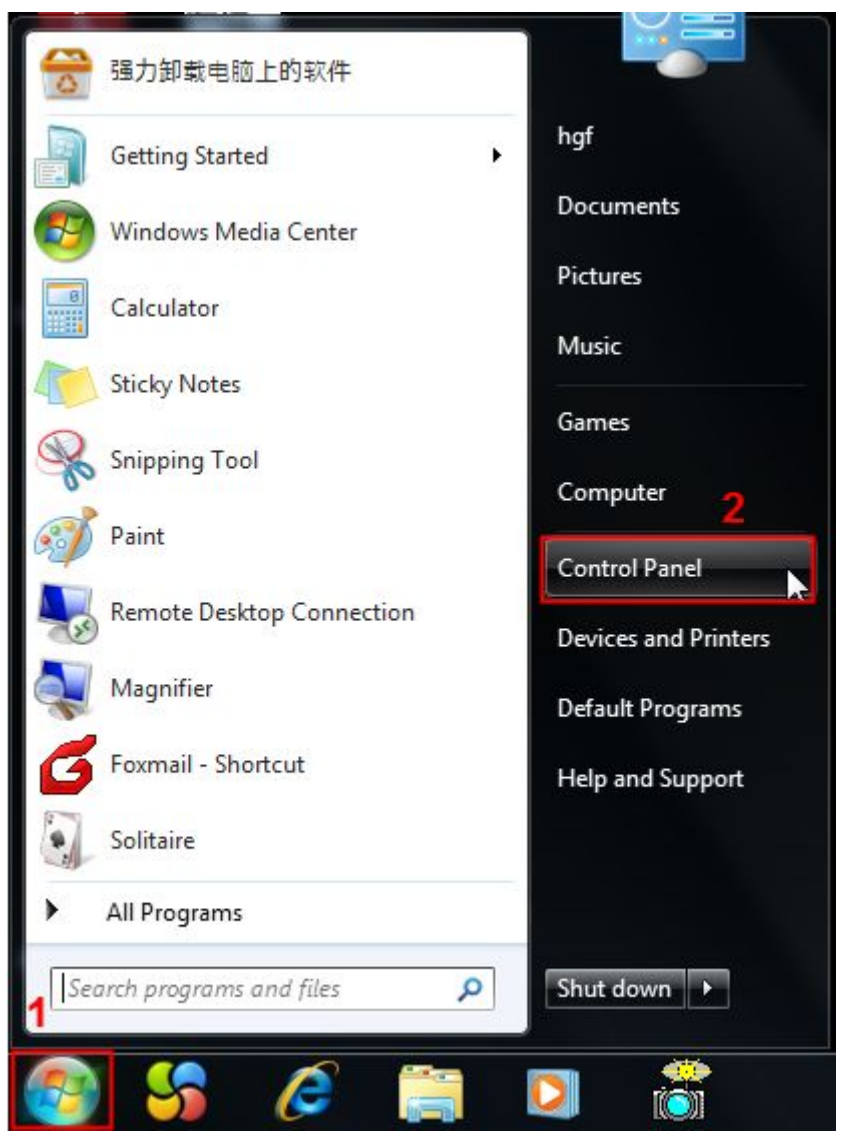 强力卸载电脑上的软件
Getting Started
Windows Media Center
Calculator
Sticky Notes
Snipping Tool
Paint
Remote Desktop Connection
Magnifier
Foxmail - Shortcut
Solitaire
All Programs
Search programs and files
1
hgf
Documents
Pictures
Music
Games
Computer
2
Control Panel
Devices and Printers
Default Programs
Help and Support
Shut down